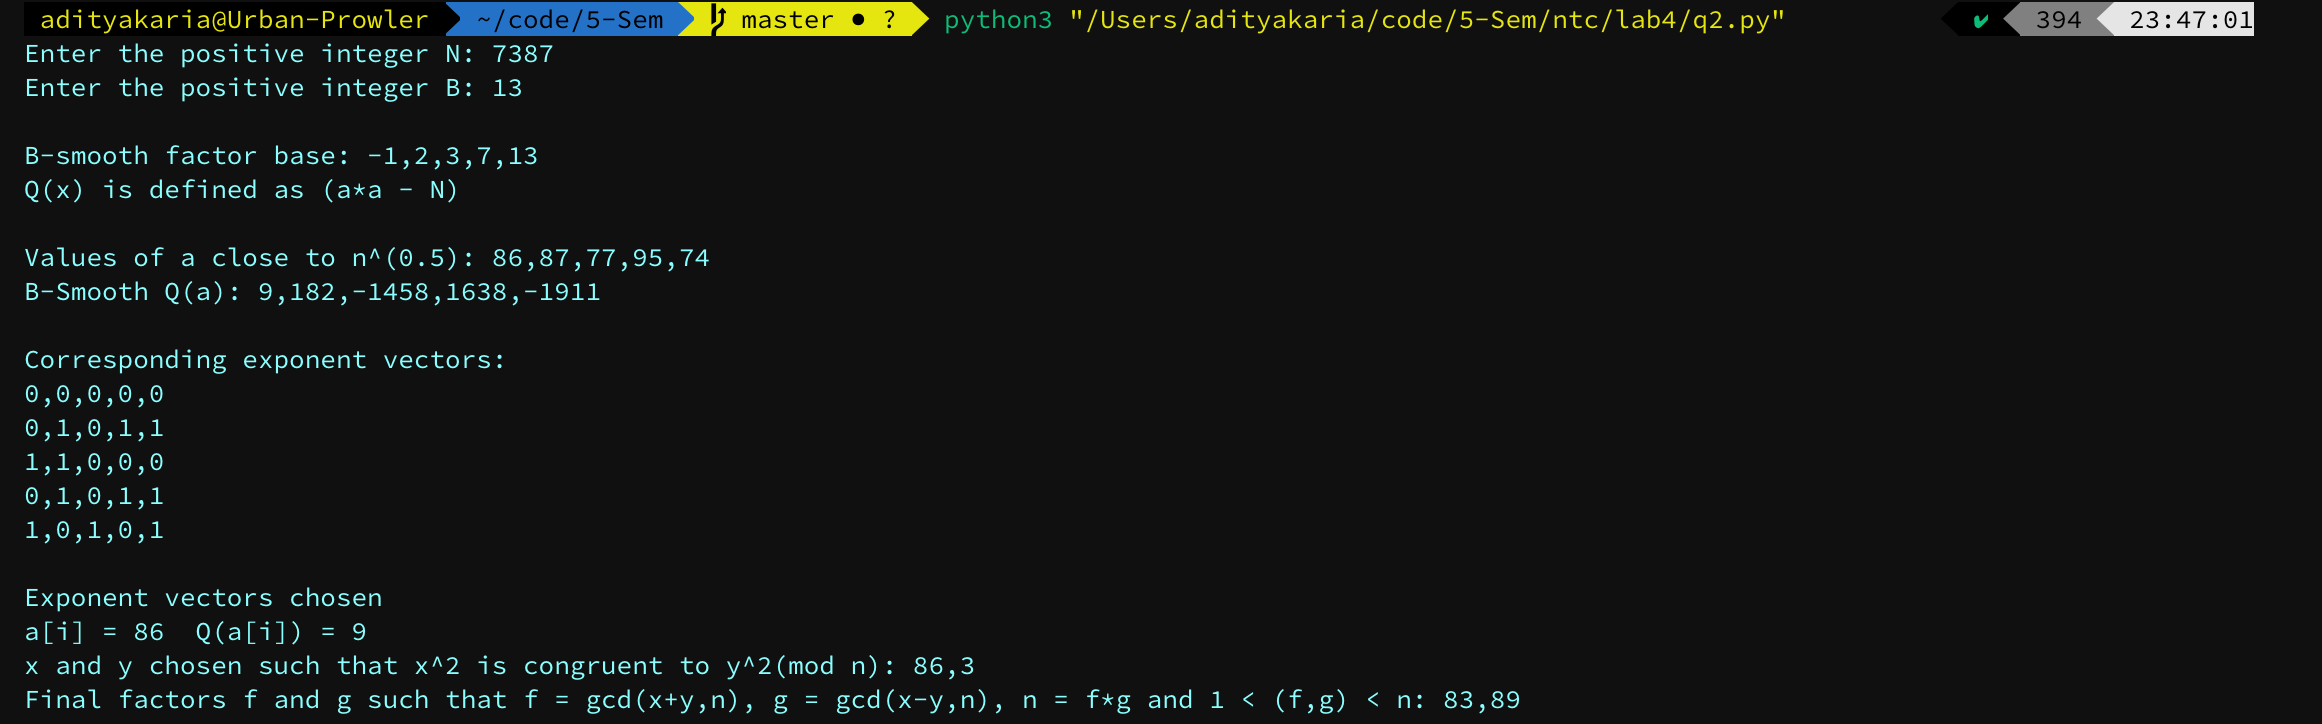 adityakaria@Urban-Prowler ~/code/5-Sem master ● ? python3 "/Users/adityakaria/code/5-Sem/ntc/lab4/q2.py" ✔ 394 23:47:01
Enter the positive integer N: 7387
Enter the positive integer B: 13
B-smooth factor base: -1,2,3,7,13
Q(x) is defined as (a*a - N)
Values of a close to n^(0.5): 86,87,77,95,74
B-Smooth Q(a): 9,182,-1458,1638,-1911
Corresponding exponent vectors:
0,0,0,0,0
0,1,0,1,1
1,1,0,0,0
0,1,0,1,1
1,0,1,0,1
Exponent vectors chosen
a[i] = 86  Q(a[i]) = 9
x and y chosen such that x^2 is congruent to y^2(mod n): 86,3
Final factors f and g such that f = gcd(x+y,n), g = gcd(x-y,n), n = f*g and 1 < (f,g) < n: 83,89